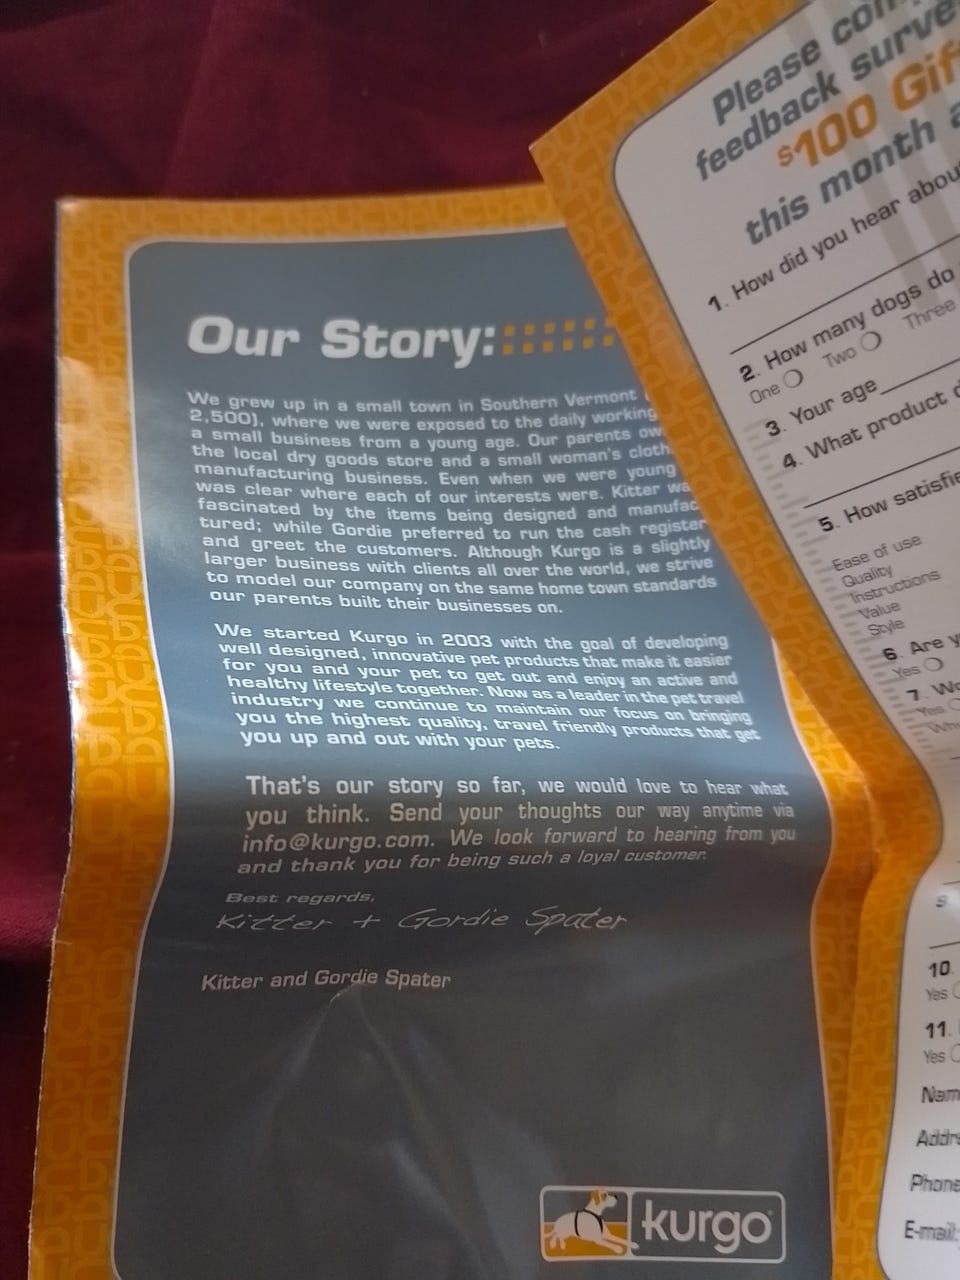 Our Story:
We grew up in a small town in Southern Vermont
2,500), where we were exposed to the daily working
a small business from a young age. Our parents ow
the local dry goods store and a small woman's cloth
manufacturing business. Even when we were young
was clear where each of our interests were. Kitter wa
fascinated by the items being designed and manufac
tured; while Gordie preferred to run the cash register
and greet the customers. Although Kurgo is a slightly
larger business with clients all over the world, we strive
to model our company on the same home town standards
our parents built their businesses on.
We started Kurgo in 2003 with the goal of developing
well designed, innovative pet products that make it easier
for you and your pet to get out and enjoy an active and
healthy lifestyle together. Now as a leader in the pet travel
industry we continue to maintain our focus on bringing
you the highest quality, travel friendly products that get
you up and out with your pets.
That's our story so far, we would love to hear what
you think. Send your thoughts our way anytime via
info@kurgo.com. We look forward to hearing from you
and thank you for being such a loyal customer.
Best regards,
Kitter + Gordie Spater
Kitter and Gordie Spater
kurgo
Please com
feedback surve
$100 Gif
this month a
1. How did you hear abou
2. How many dogs do
One Two Three
3. Your age
4. What product d
5. How satisfie
Ease of use
Quality
Instructions
Value
Style
6. Are y
Yes
7. Wo
Yes
Whi
9
10.
Yes
11.
Yes
Nam
Addre
Phone
E-mail: